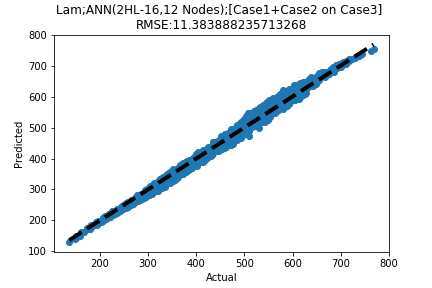 Lam;ANN(2HL-16,12 Nodes);[Case1+Case2 on Case3]
RMSE:11.383888235713268
800
700
600
500
400
300
200
100
Predicted
200 300 400 500 600 700 800
Actual